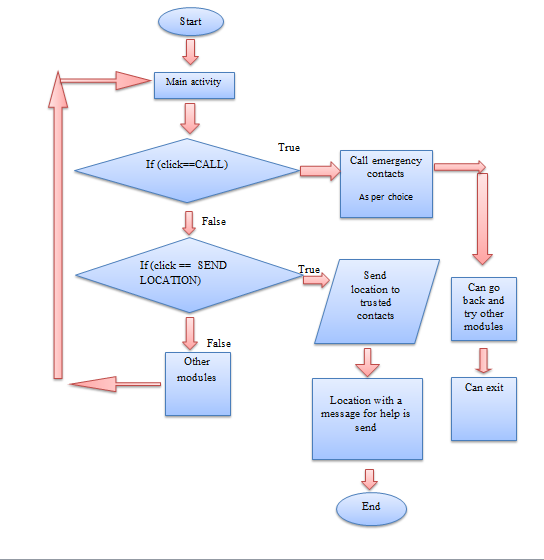 Start
Main activity
True
If (click==CALL)
Call emergency
contacts
As per choice
False
If (click == SEND
LOCATION)
True
Send
location to
trusted
contacts
Can go
back and
try other
modules
False
Other
modules
Can exit
Location with a
message for help is
send
End